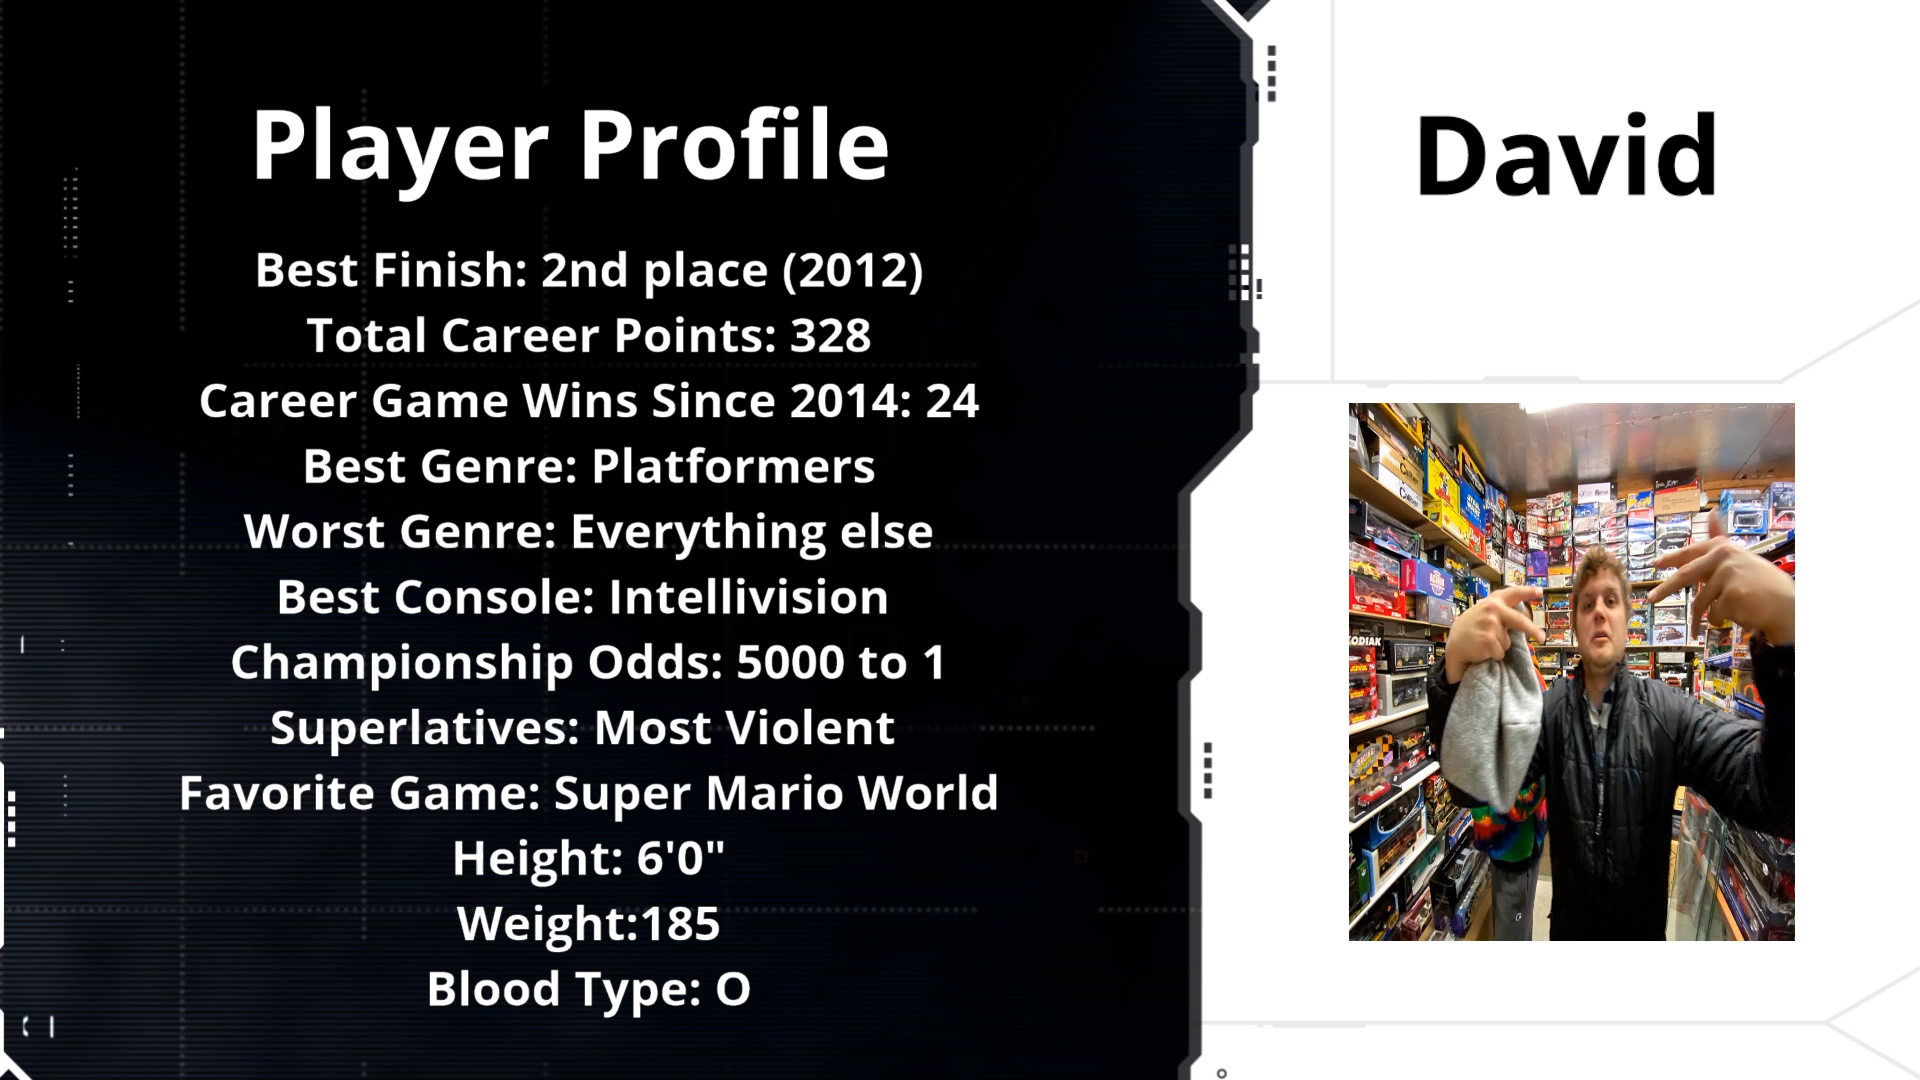 Player Profile
David
Best Finish: 2nd place (2012)
Total Career Points: 328
Career Game Wins Since 2014: 24
Best Genre: Platformers
Worst Genre: Everything else
Best Console: Intellivision
Championship Odds: 5000 to 1
Superlatives: Most Violent
Favorite Game: Super Mario World
Height: 6'0"
Weight:185
Blood Type: O
KODIAK